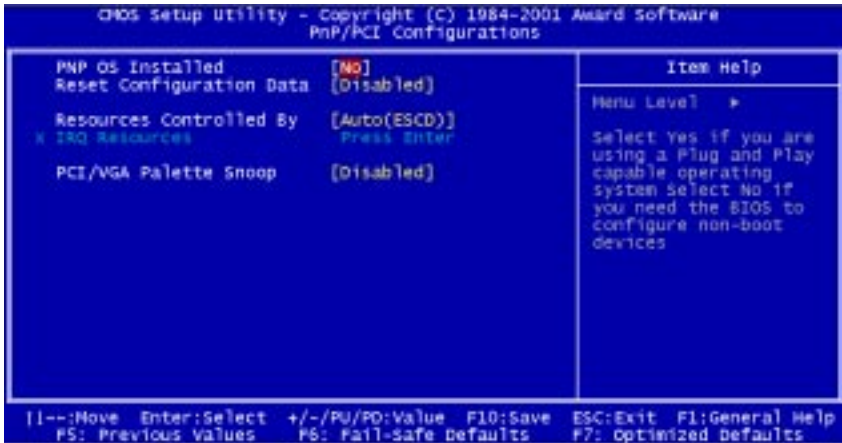 CMOS Setup Utility - Copyright (C) 1984-2001 Award Software
PnP/PCI Configurations
PNP OS Installed [No]
Reset Configuration Data [Disabled]
Resources Controlled By [Auto(ESCD)]
X IRQ Resources Press Enter
PCI/VGA Palette Snoop [Disabled]
Item Help
Menu Level ▸
Select Yes if you are
using a Plug and Play
capable operating
system Select No if
you need the BIOS to
configure non-boot
devices
:Move Enter:Select +/-/PU/PD:Value F10:Save ESC:Exit F1:General Help
F5: Previous Values F6: Fail-Safe Defaults F7: Optimized Defaults